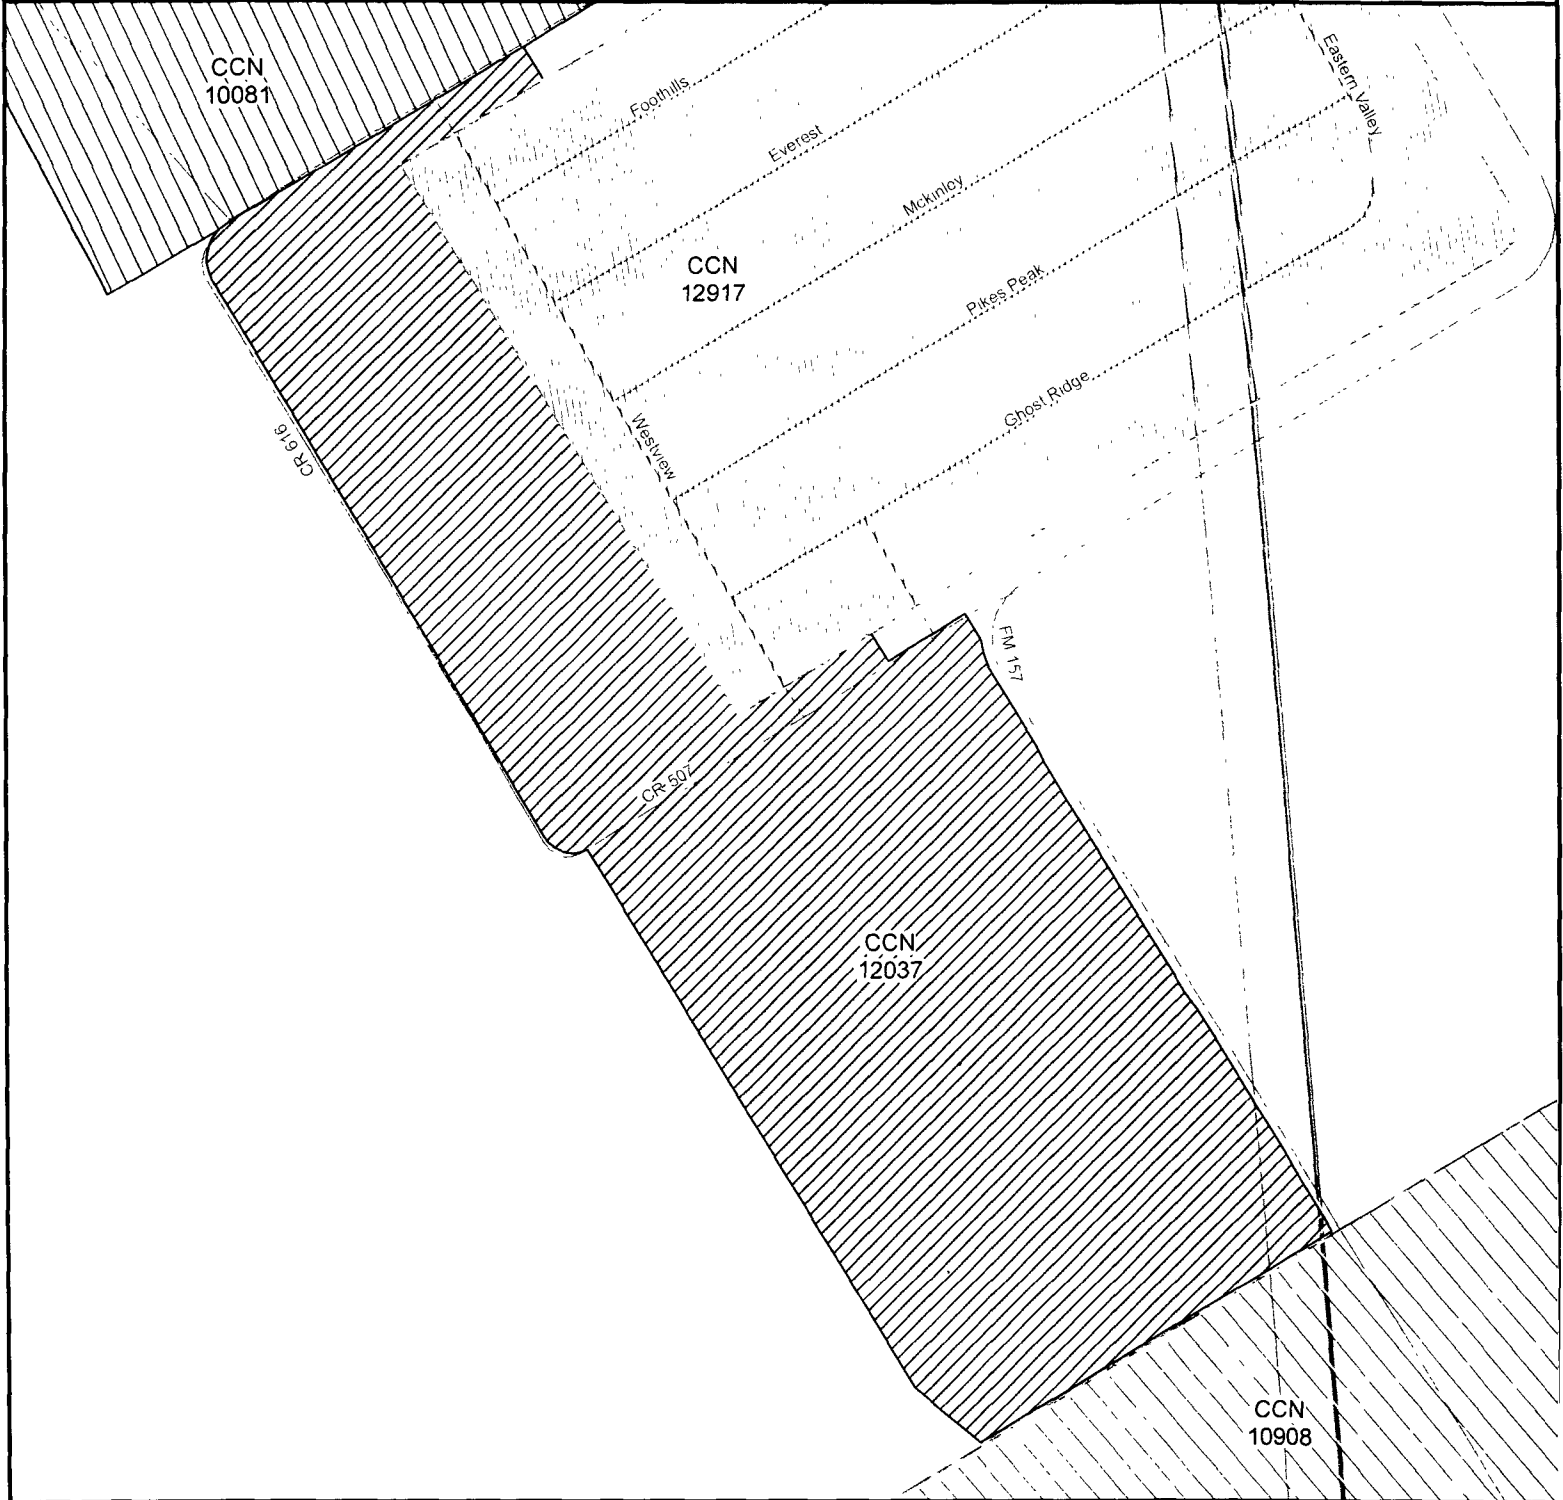 CCN
10081
Foothills
Eastern Valley
Everest
Mckinley
CCN
12917
Pikes Peak
Ghost Ridge
CR 616
Westview
FM 157
CR 507
CCN
12037
CCN
10908